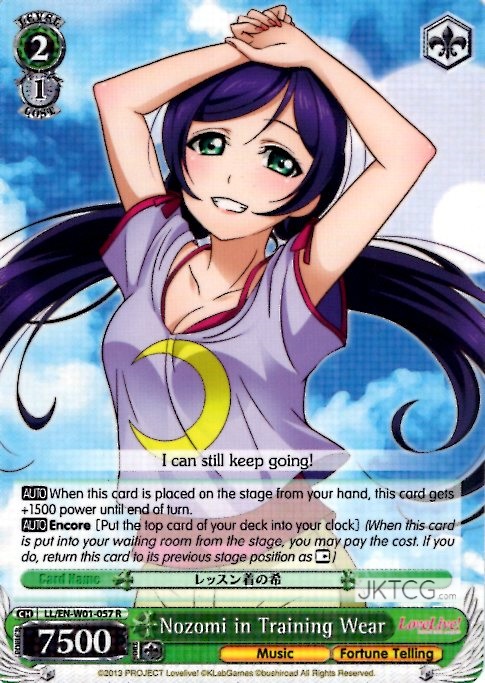 LEVEL
2
1
COST
I can still keep going!
AUTO When this card is placed on the stage from your hand, this card gets
+1500 power until end of turn.
AUTO Encore [Put the top card of your deck into your clock] (When this card
is put into your waiting room from the stage, you may pay the cost. If you
do, return this card to its previous stage position as .)
Card Name レッスン着の希
JKTCG.com
CH LL/EN-W01-057 R
POWER 7500 Nozomi in Training Wear LoveLive!
Music Fortune Telling
©2013 PROJECT Lovelive! ©KLabGames ©bushiroad All Rights Reserved.